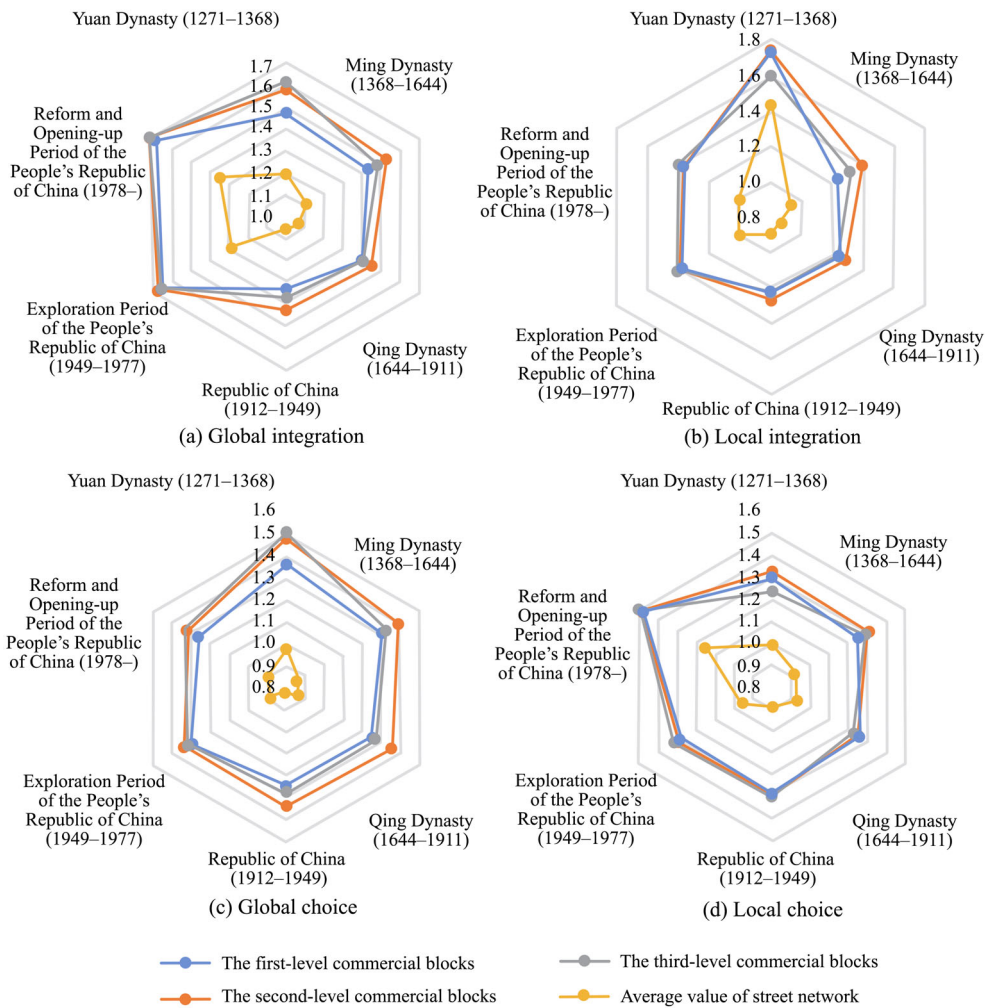 Yuan Dynasty (1271–1368)
1.7
1.6
1.5
1.4
1.3
1.2
1.1
1.0
Ming Dynasty
(1368–1644)
Reform and
Opening-up
Period of the
People's Republic
of China (1978–)
Exploration Period
of the People's
Republic of China
(1949–1977)
Qing Dynasty
(1644–1911)
Republic of China
(1912–1949)
(a) Global integration
Yuan Dynasty
(1271–1368)
1.8
1.6
1.4
1.2
1.0
0.8
Ming Dynasty
(1368–1644)
Reform and
Opening-up
Period of the
People's Republic
of China (1978–)
Exploration Period
of the People's
Republic of China
(1949–1977)
Qing Dynasty
(1644–1911)
Republic of China (1912–1949)
(b) Local integration
Yuan Dynasty (1271–1368)
1.6
1.5
1.4
1.3
1.2
1.1
1.0
0.9
0.8
Ming Dynasty
(1368–1644)
Reform and
Opening-up
Period of the
People's Republic
of China (1978–)
Exploration Period
of the People's
Republic of China
(1949–1977)
Qing Dynasty
(1644–1911)
Republic of China
(1912–1949)
(c) Global choice
Yuan Dynasty (1271–1368)
1.6
1.5
1.4
1.3
1.2
1.1
1.0
0.9
0.8
Ming Dynasty
(1368–1644)
Reform and
Opening-up
Period of the
People's Republic
of China (1978–)
Exploration Period
of the People's
Republic of China
(1949–1977)
Qing Dynasty
(1644–1911)
Republic of China
(1912–1949)
(d) Local choice
The first-level commercial blocks
The third-level commercial blocks
The second-level commercial blocks
Average value of street network